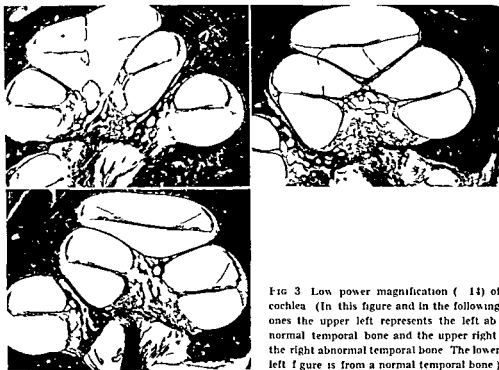 FIG 3 Low power magnification ( 14) of
cochlea (In this figure and in the following
ones the upper left represents the left ab
normal temporal bone and the upper right
the right abnormal temporal bone The lower
left f gure is from a normal temporal bone )